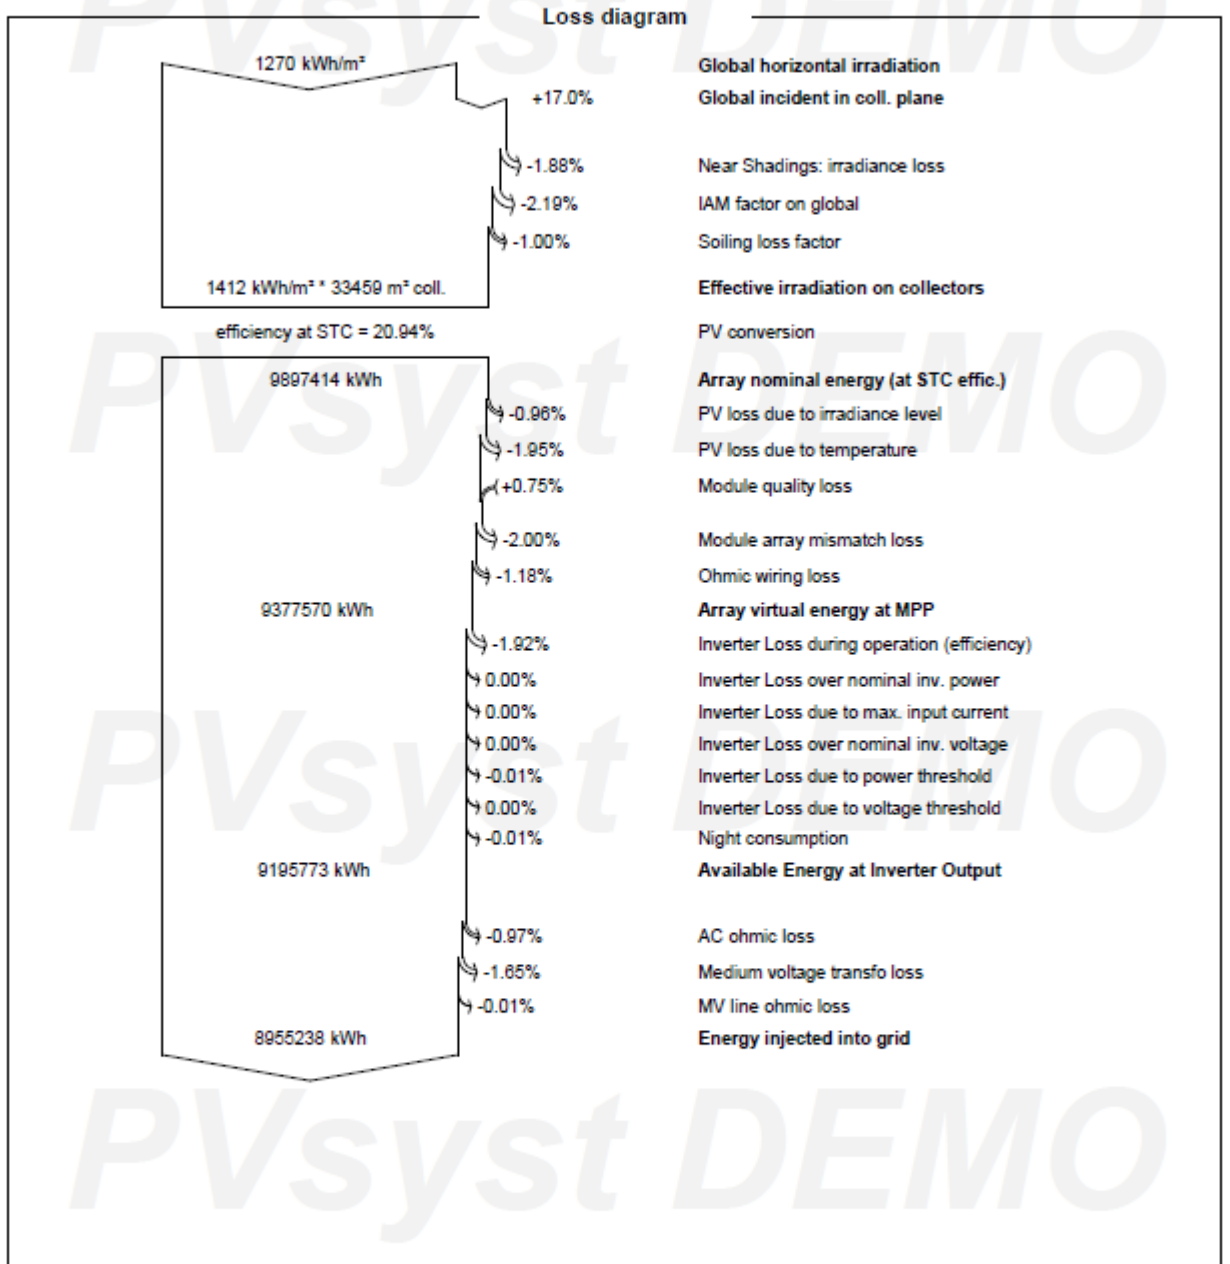 Loss diagram
1270 kWh/m² Global horizontal irradiation
+17.0% Global incident in coll. plane
-1.88% Near Shadings: irradiance loss
-2.19% IAM factor on global
-1.00% Soiling loss factor
1412 kWh/m² * 33459 m² coll. Effective irradiation on collectors
efficiency at STC = 20.94% PV conversion
9897414 kWh Array nominal energy (at STC effic.)
-0.96% PV loss due to irradiance level
-1.95% PV loss due to temperature
+0.75% Module quality loss
-2.00% Module array mismatch loss
-1.18% Ohmic wiring loss
9377570 kWh Array virtual energy at MPP
-1.92% Inverter Loss during operation (efficiency)
0.00% Inverter Loss over nominal inv. power
0.00% Inverter Loss due to max. input current
0.00% Inverter Loss over nominal inv. voltage
-0.01% Inverter Loss due to power threshold
0.00% Inverter Loss due to voltage threshold
-0.01% Night consumption
9195773 kWh Available Energy at Inverter Output
-0.97% AC ohmic loss
-1.65% Medium voltage transfo loss
-0.01% MV line ohmic loss
8955238 kWh Energy injected into grid
PVsyst DEMO
PVsyst DEMO
PVsyst DEMO
PVsyst DEMO